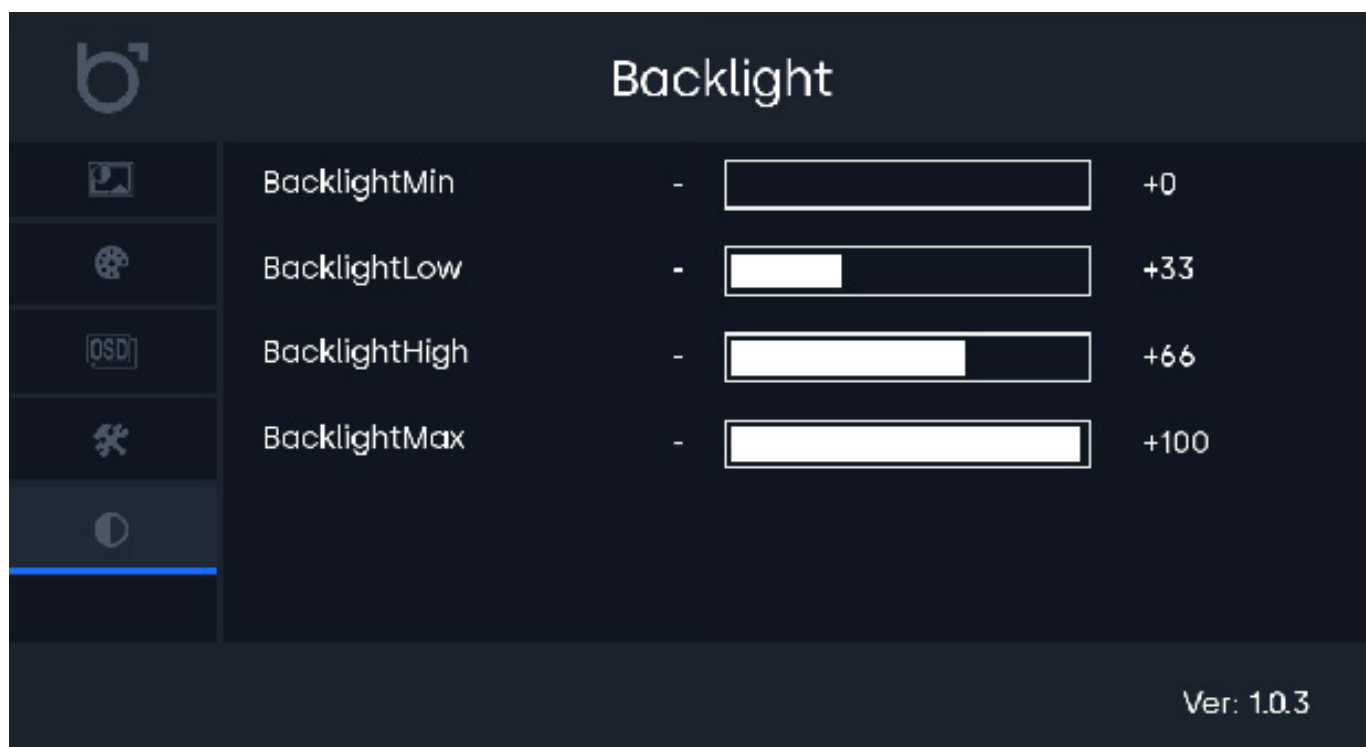 Backlight
BacklightMin - +0
BacklightLow - +33
OSD
BacklightHigh - +66
BacklightMax - +100
Ver: 1.0.3